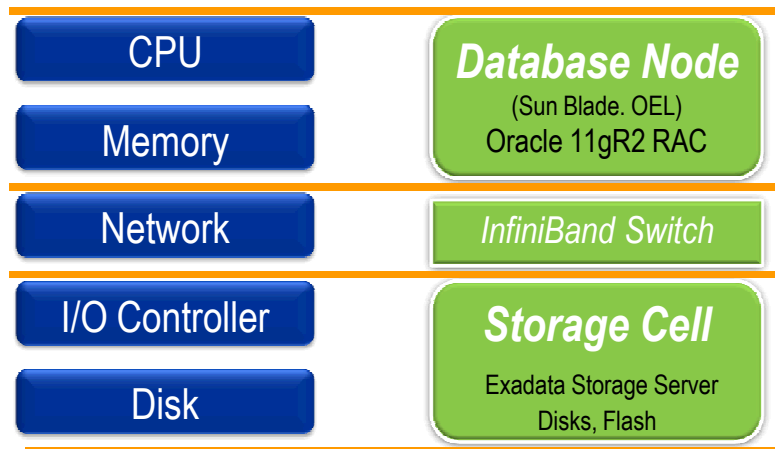 CPU
Memory
Database Node
(Sun Blade. OEL)
Oracle 11gR2 RAC
Network
InfiniBand Switch
I/O Controller
Disk
Storage Cell
Exadata Storage Server
Disks, Flash